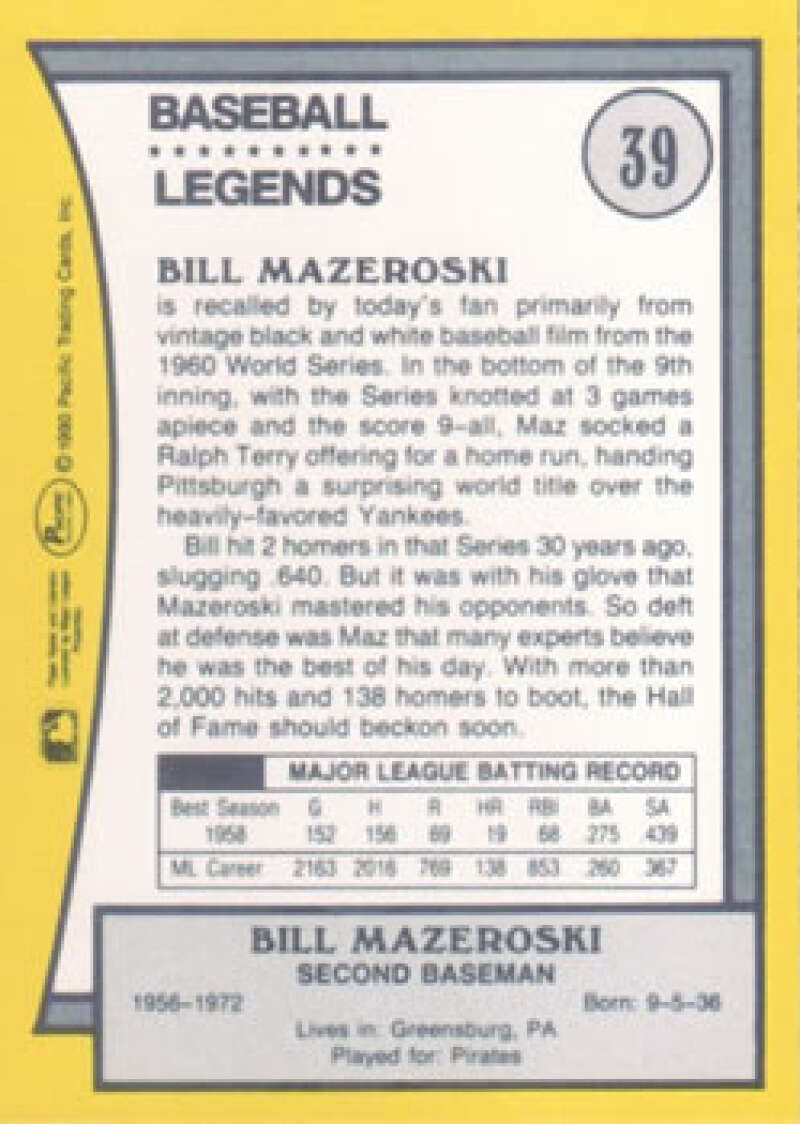 BASEBALL
LEGENDS
39
BILL MAZEROSKI
is recalled by today's fan primarily from
vintage black and white baseball film from the
1960 World Series. In the bottom of the 9th
inning, with the Series knotted at 3 games
apiece and the score 9–all, Maz socked a
Ralph Terry offering for a home run, handing
Pittsburgh a surprising world title over the
heavily–favored Yankees.
Bill hit 2 homers in that Series 30 years ago,
slugging .640. But it was with his glove that
Mazeroski mastered his opponents. So deft
at defense was Maz that many experts believe
he was the best of his day. With more than
2,000 hits and 138 homers to boot, the Hall
of Fame should beckon soon.
MAJOR LEAGUE BATTING RECORD
Best Season G H R HR RBI BA SA
1958 152 156 69 19 68 .275 .439
ML Career 2163 2016 769 138 853 .260 .367
BILL MAZEROSKI
SECOND BASEMAN
1956–1972 Born: 9–5–36
Lives in: Greensburg, PA
Played for: Pirates
Pacific © 1990 Pacific Trading Cards, Inc.